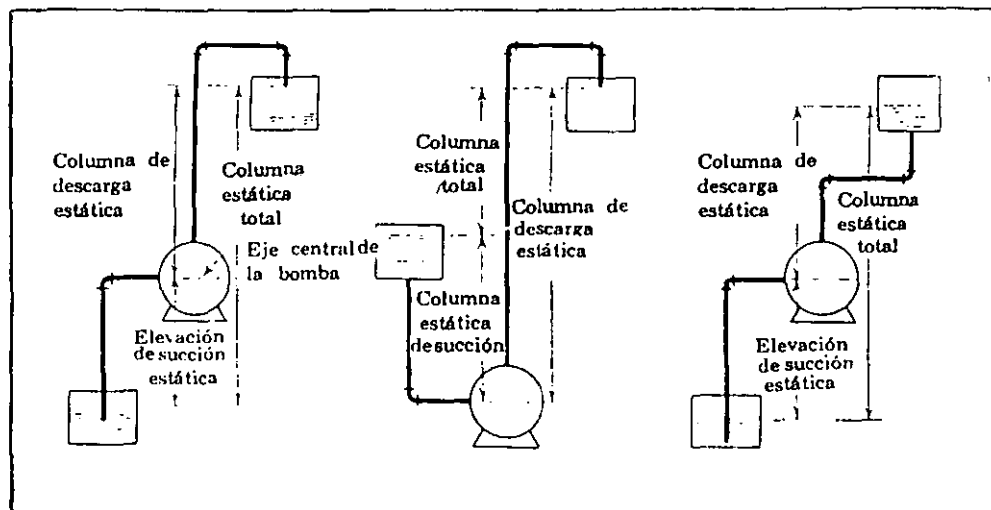 Columna de
descarga
estática
Columna
estática
total
Eje central de
la bomba
Elevación
de succión
estática
Columna
estática
total
Columna de
descarga
estática
Columna
estática
de succión
Columna de
descarga
estática
Columna
estática
total
Elevación
de succión
estática